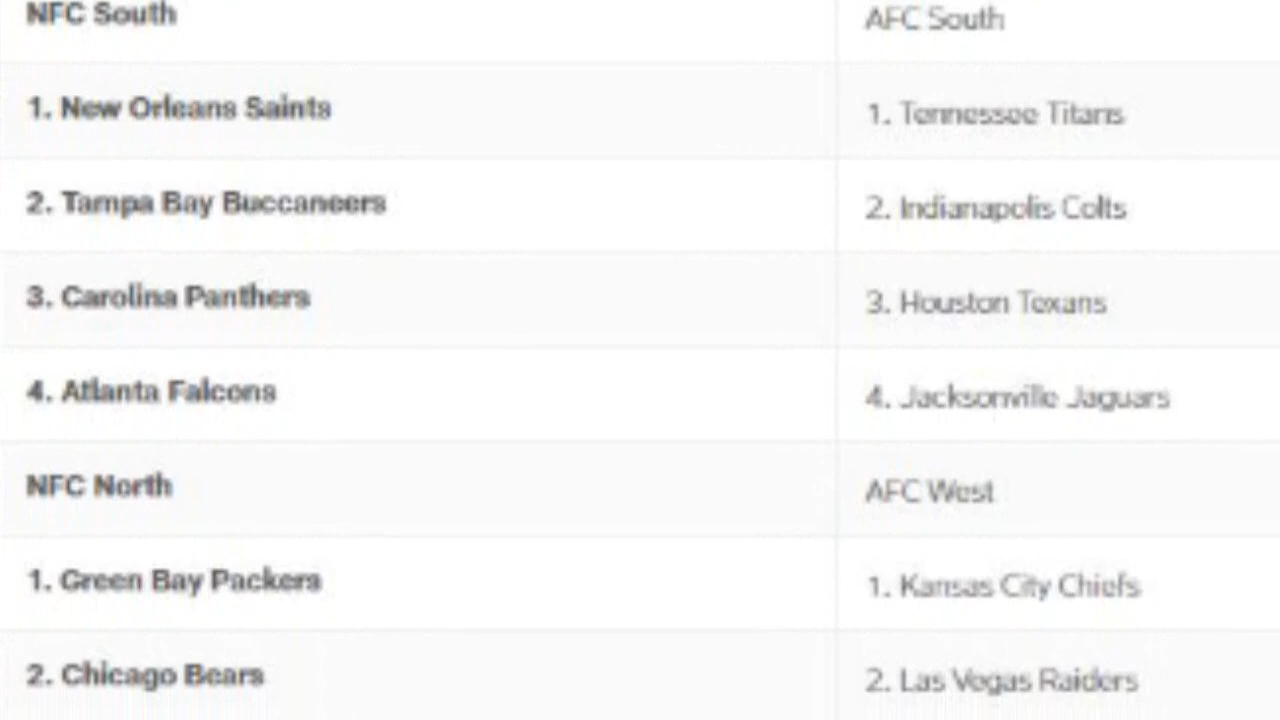 NFC South
AFC South
1. New Orleans Saints
1. Tennessee Titans
2. Tampa Bay Buccaneers
2. Indianapolis Colts
3. Carolina Panthers
3. Houston Texans
4. Atlanta Falcons
4. Jacksonville Jaguars
NFC North
AFC West
1. Green Bay Packers
1. Kansas City Chiefs
2. Chicago Bears
2. Las Vegas Raiders